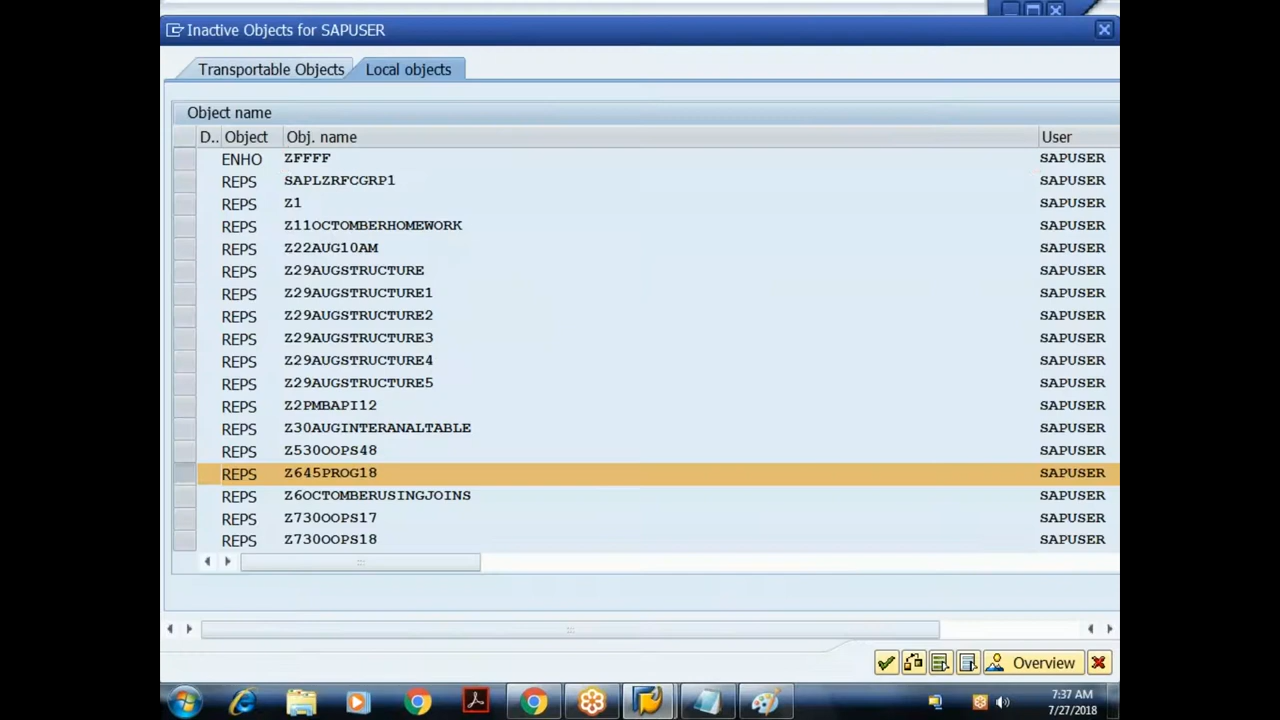 Inactive Objects for SAPUSER
Transportable Objects Local objects
Object name
D.. Object Obj. name User
ENHO ZFFFF SAPUSER
REPS SAPLZRFCGRP1 SAPUSER
REPS Z1 SAPUSER
REPS Z11OCTOMBERHOMEWORK SAPUSER
REPS Z22AUG10AM SAPUSER
REPS Z29AUGSTRUCTURE SAPUSER
REPS Z29AUGSTRUCTURE1 SAPUSER
REPS Z29AUGSTRUCTURE2 SAPUSER
REPS Z29AUGSTRUCTURE3 SAPUSER
REPS Z29AUGSTRUCTURE4 SAPUSER
REPS Z29AUGSTRUCTURE5 SAPUSER
REPS Z2PMBAPI12 SAPUSER
REPS Z30AUGINTERANALTABLE SAPUSER
REPS Z530OOPS48 SAPUSER
REPS Z645PROG18 SAPUSER
REPS Z6OCTOMBERUSINGJOINS SAPUSER
REPS Z730OOPS17 SAPUSER
REPS Z730OOPS18 SAPUSER
Overview
7:37 AM
7/27/2018